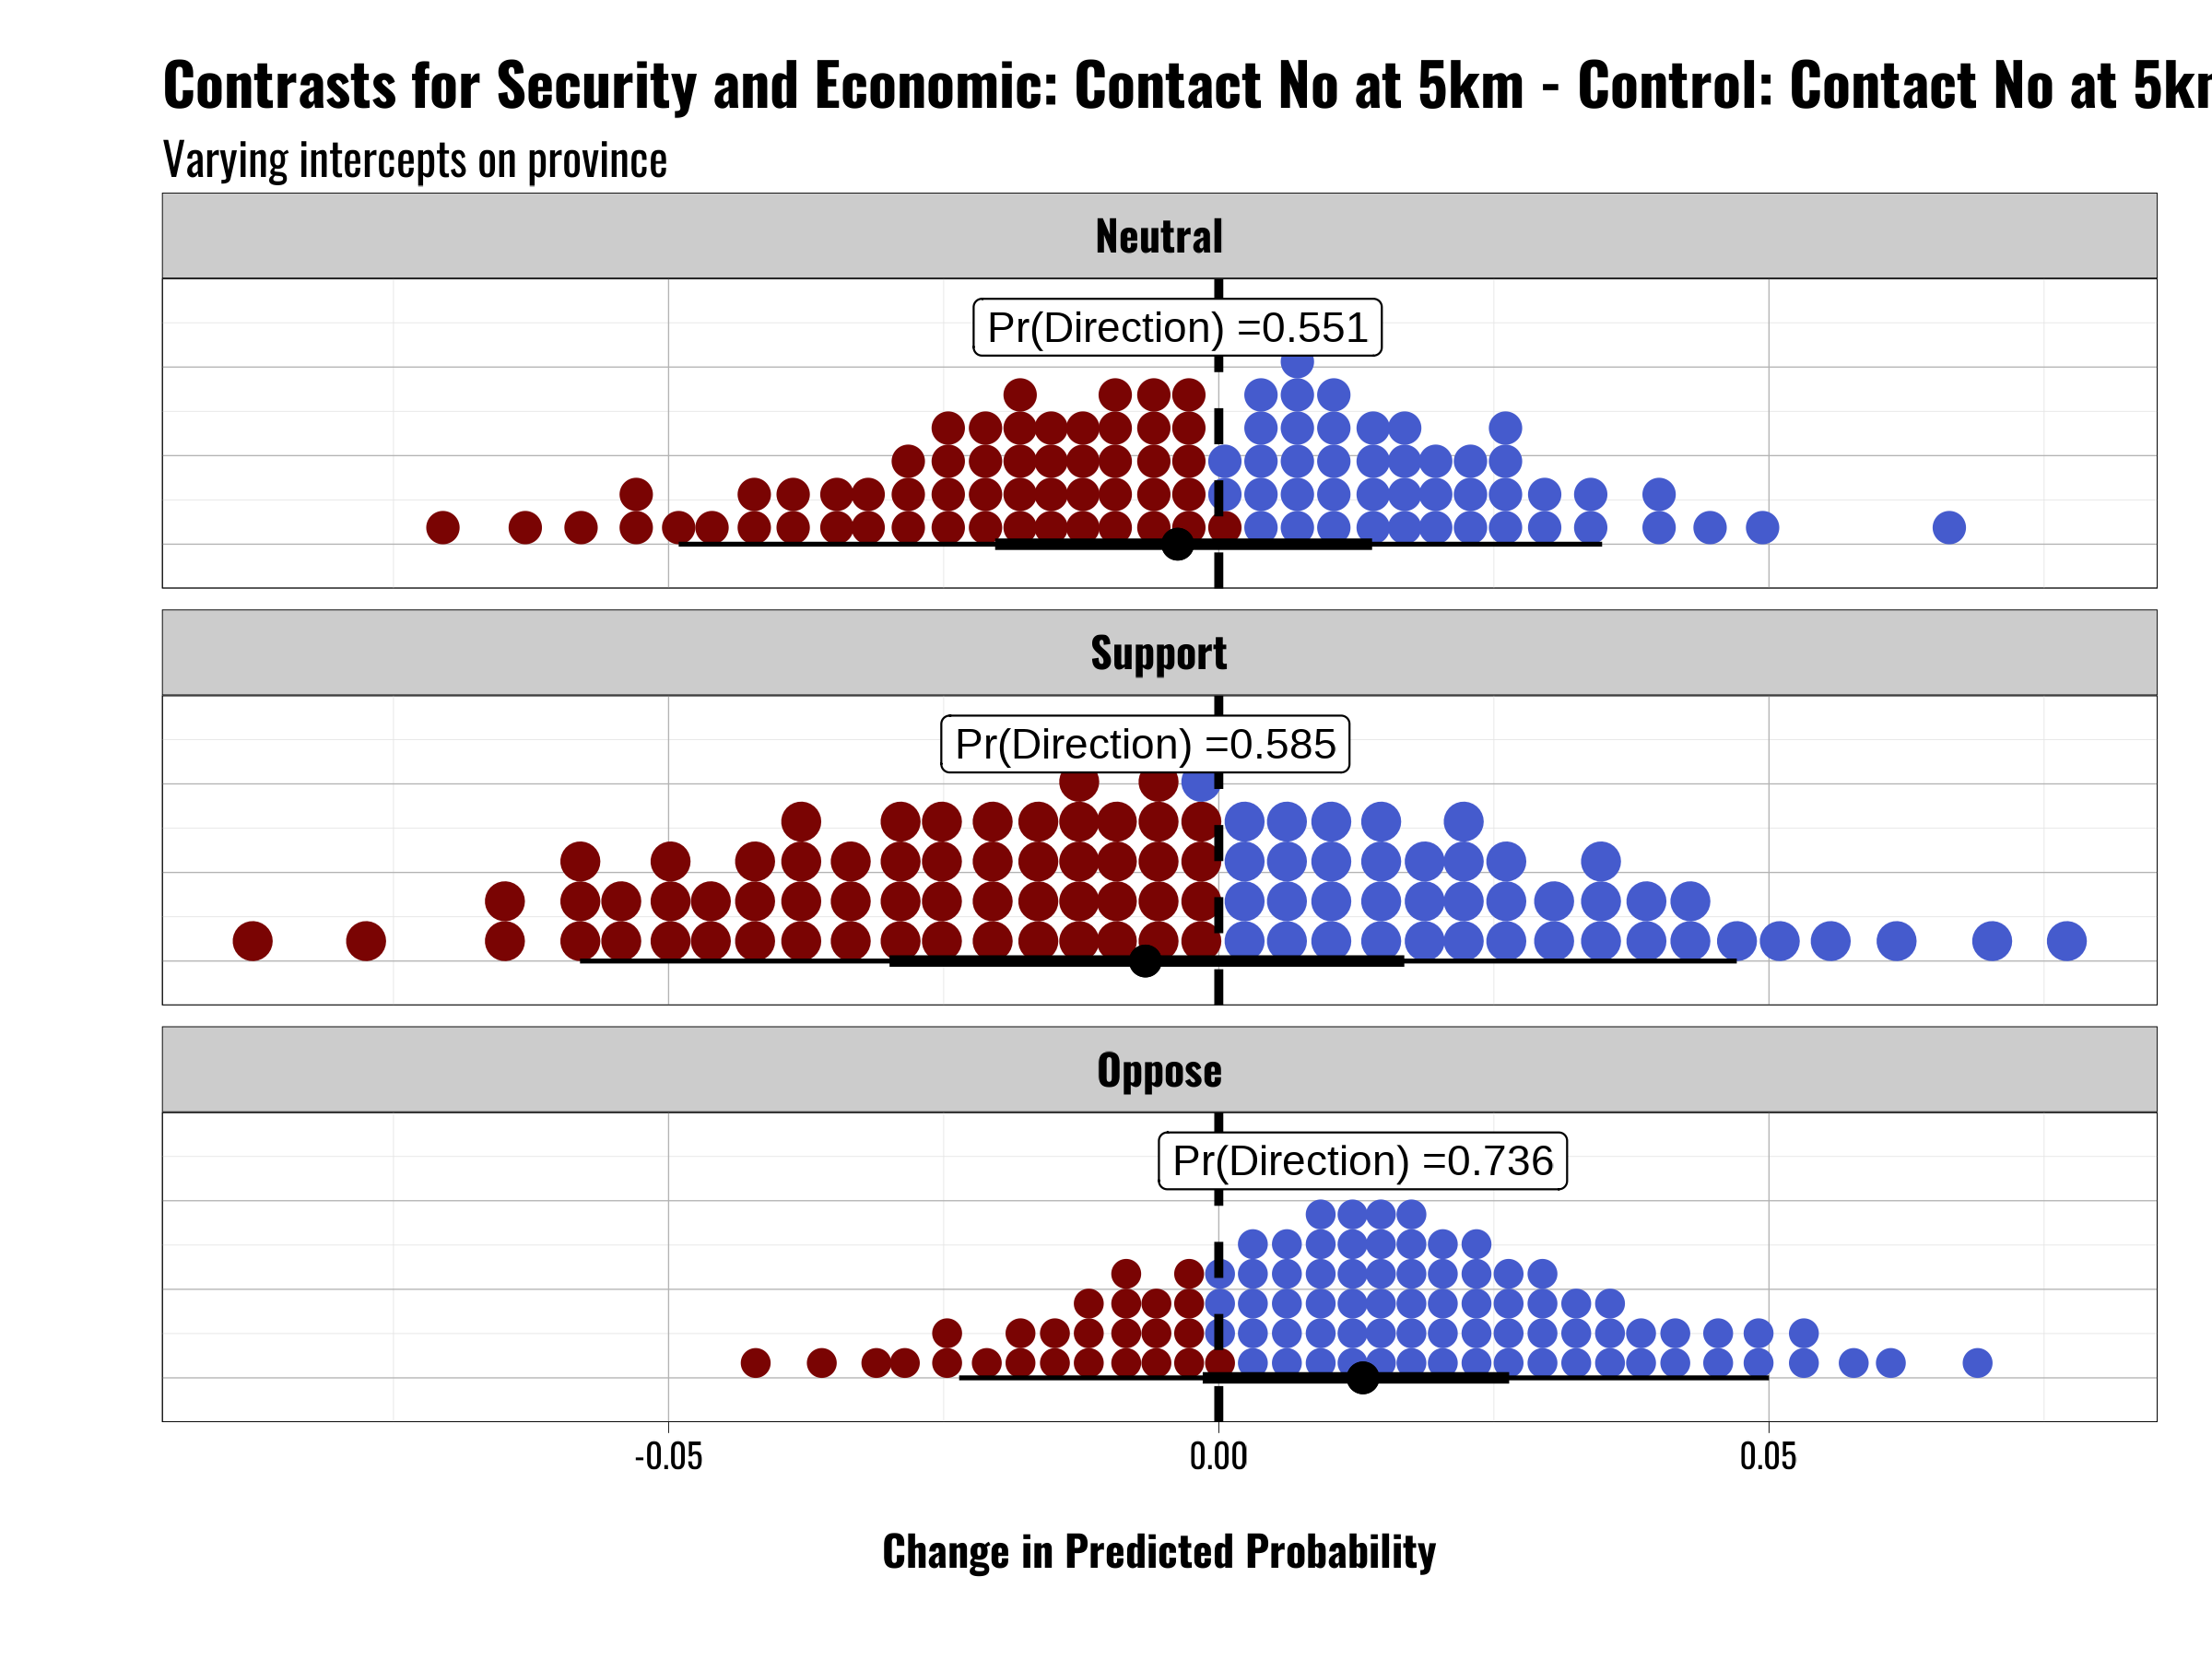 Contrasts for Security and Economic: Contact No at 5km - Control: Contact No at
Varying intercepts on province
Neutral
Pr(Direction) =0.551
Support
Pr(Direction) =0.585
Oppose
Pr(Direction) =0.736
-0.05 0.00 0.05
Change in Predicted Probability